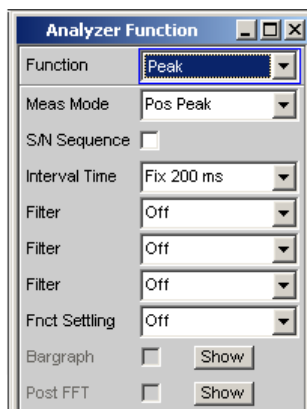 Analyzer Function
Function Peak
Meas Mode Pos Peak
S/N Sequence
Interval Time Fix 200 ms
Filter Off
Filter Off
Filter Off
Fnct Settling Off
Bargraph Show
Post FFT Show